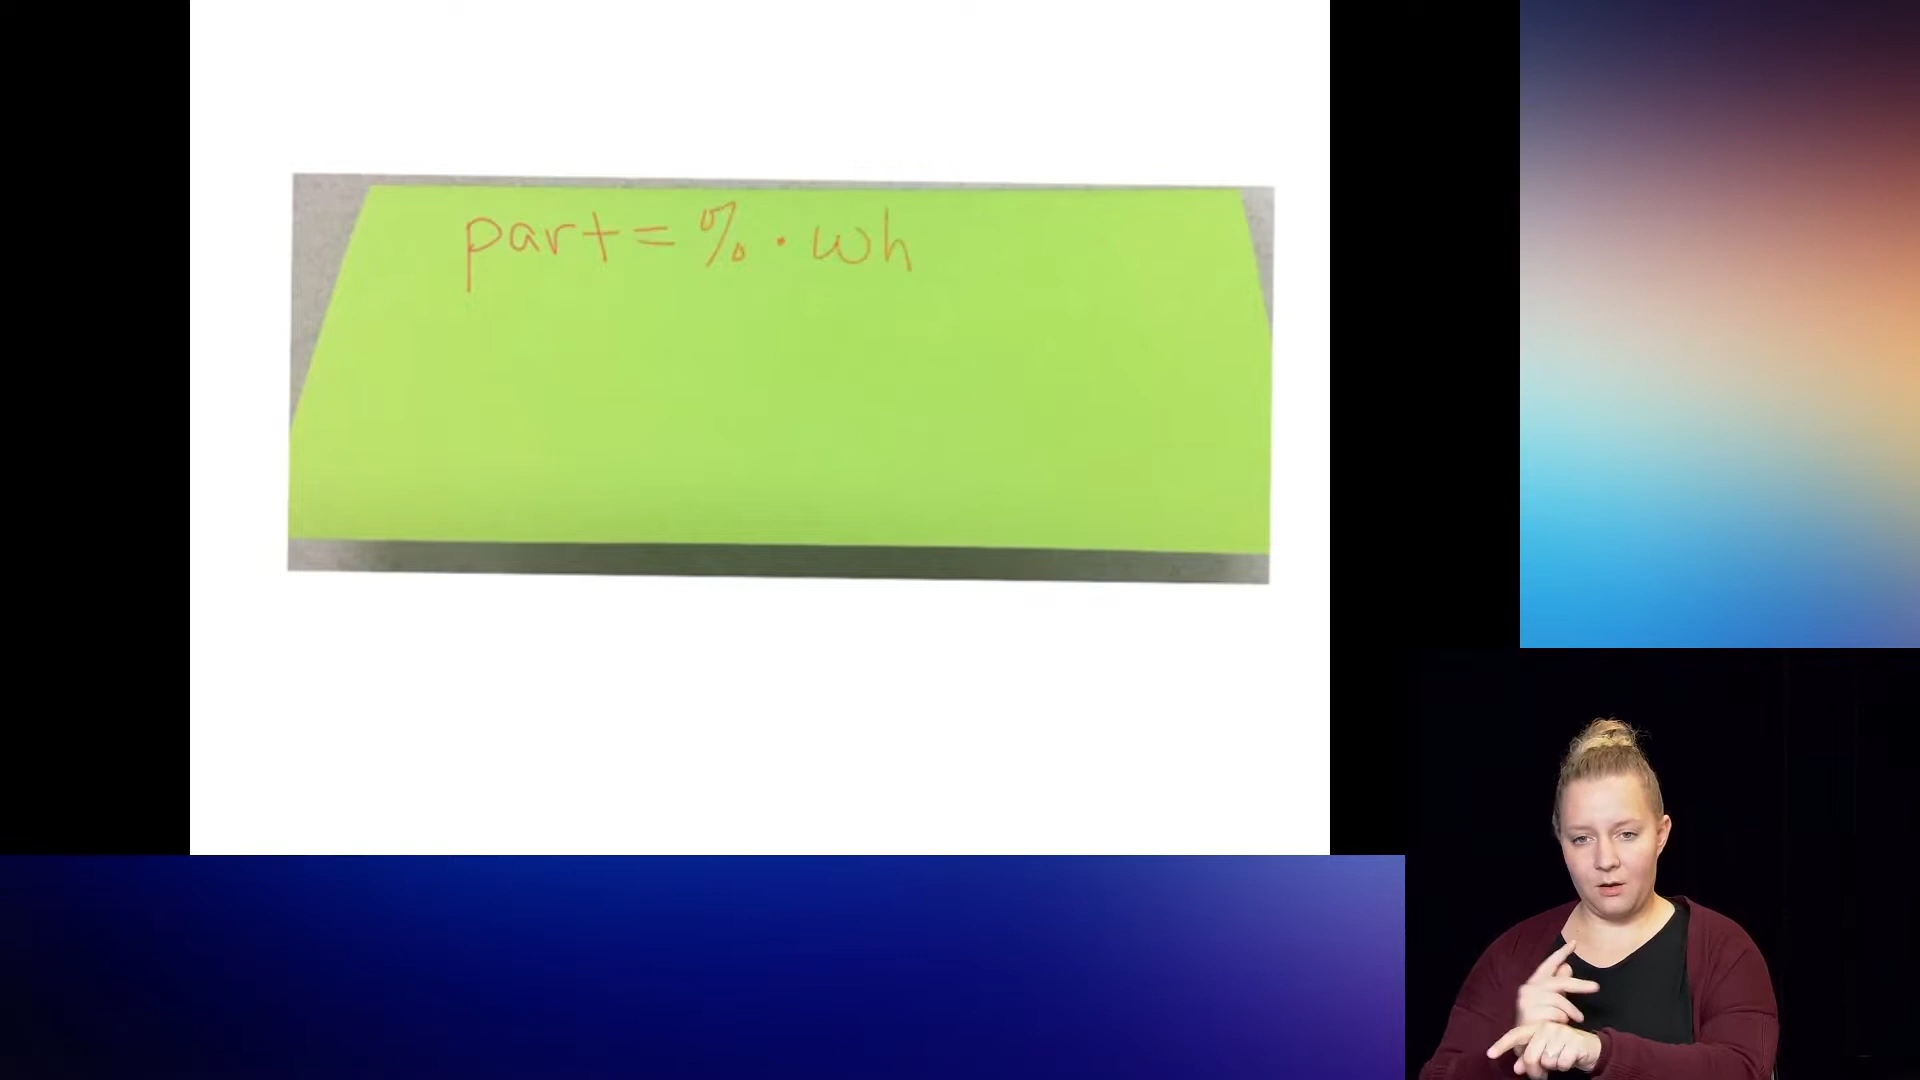 part = % · wh